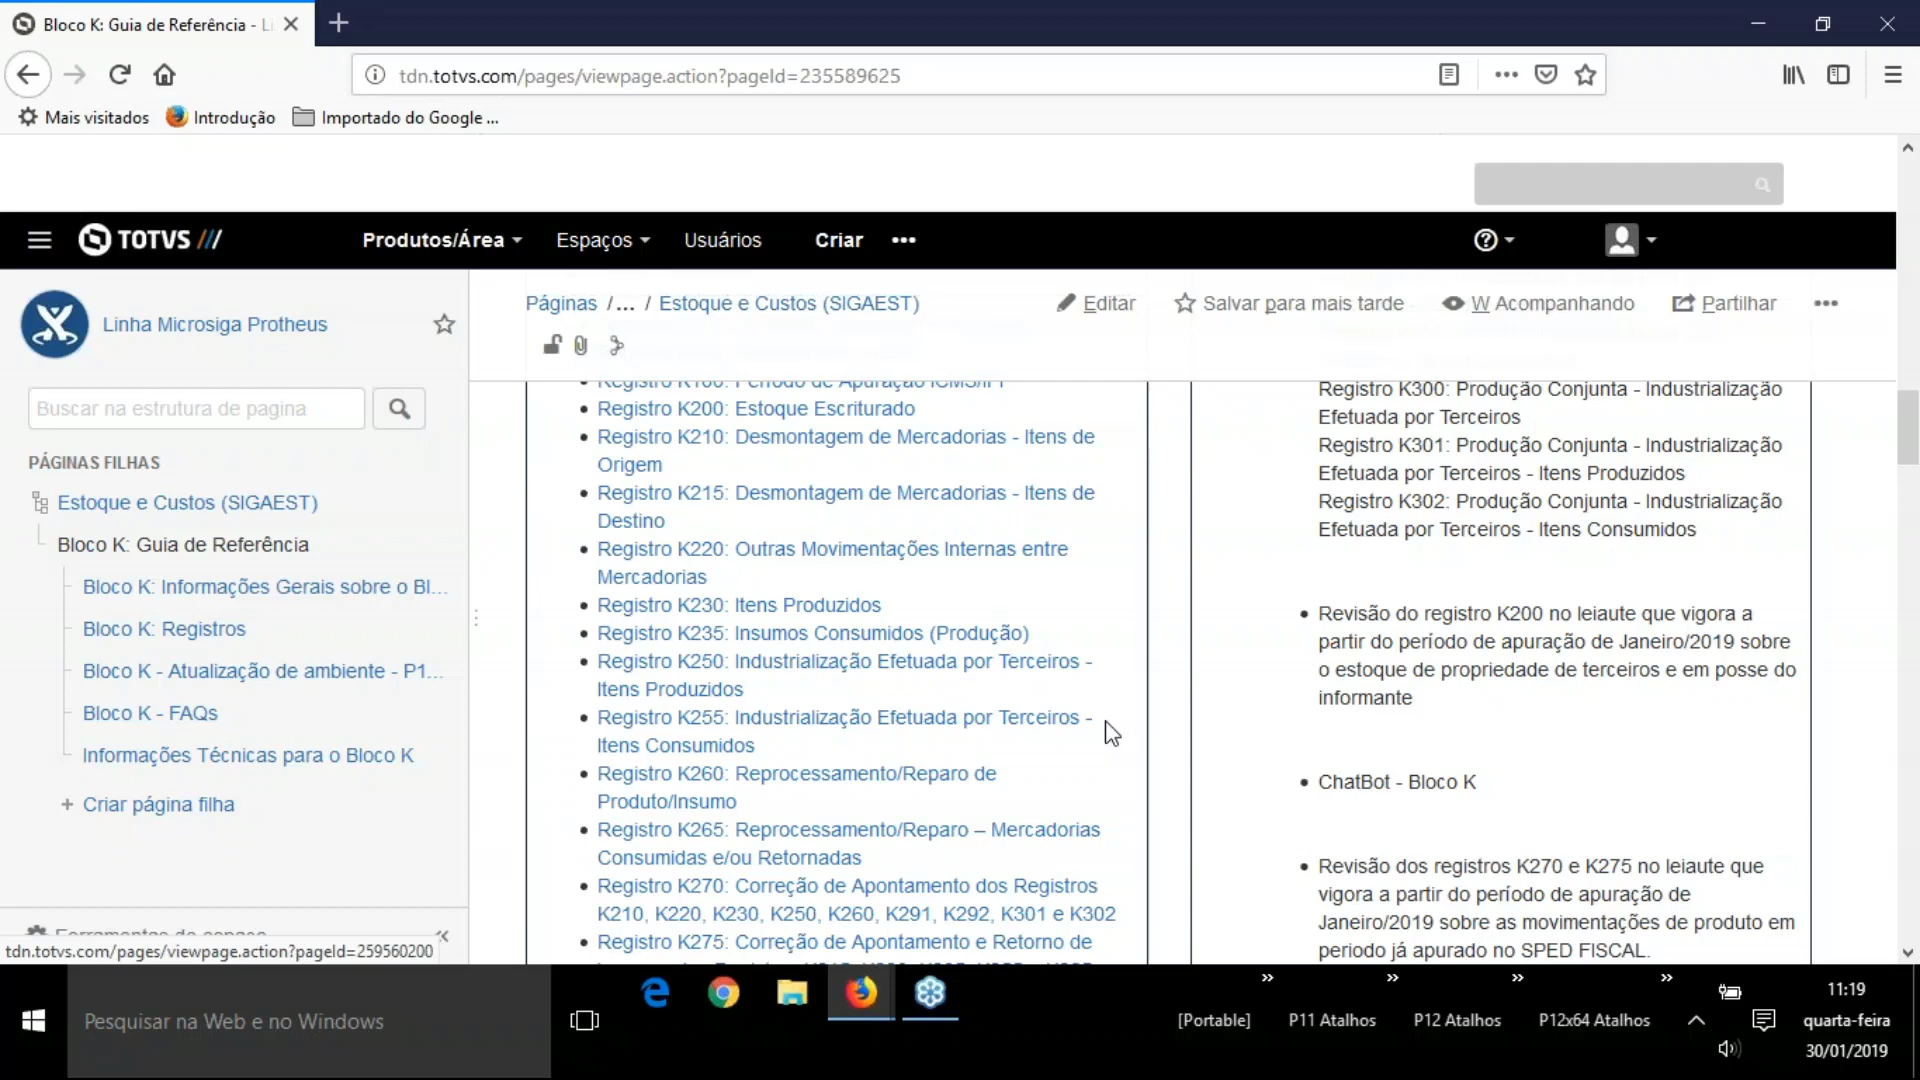 Bloco K: Guia de Referência - Li
tdn.totvs.com/pages/viewpage.action?pageId=235589625
Mais visitados
Introdução
Importado do Google ...
TOTVS
Produtos/Área
Espaços
Usuários
Criar
Linha Microsiga Protheus
Buscar na estrutura de pagina
PÁGINAS FILHAS
Estoque e Custos (SIGAEST)
Bloco K: Guia de Referência
Bloco K: Informações Gerais sobre o Bl...
Bloco K: Registros
Bloco K - Atualização de ambiente - P1...
Bloco K - FAQs
Informações Técnicas para o Bloco K
+ Criar página filha
Ferramentas do espaço
tdn.totvs.com/pages/viewpage.action?pageId=259560200
Páginas /... / Estoque e Custos (SIGAEST)
Editar
Salvar para mais tarde
W Acompanhando
Partilhar
Registro K100: Período de Apuração ICMS/IPI
Registro K200: Estoque Escriturado
Registro K210: Desmontagem de Mercadorias - Itens de
Origem
Registro K215: Desmontagem de Mercadorias - Itens de
Destino
Registro K220: Outras Movimentações Internas entre
Mercadorias
Registro K230: Itens Produzidos
Registro K235: Insumos Consumidos (Produção)
Registro K250: Industrialização Efetuada por Terceiros -
Itens Produzidos
Registro K255: Industrialização Efetuada por Terceiros -
Itens Consumidos
Registro K260: Reprocessamento/Reparo de
Produto/Insumo
Registro K265: Reprocessamento/Reparo – Mercadorias
Consumidas e/ou Retornadas
Registro K270: Correção de Apontamento dos Registros
K210, K220, K230, K250, K260, K291, K292, K301 e K302
Registro K275: Correção de Apontamento e Retorno de
Registro K300: Produção Conjunta - Industrialização
Efetuada por Terceiros
Registro K301: Produção Conjunta - Industrialização
Efetuada por Terceiros - Itens Produzidos
Registro K302: Produção Conjunta - Industrialização
Efetuada por Terceiros - Itens Consumidos
Revisão do registro K200 no leiaute que vigora a
partir do período de apuração de Janeiro/2019 sobre
o estoque de propriedade de terceiros e em posse do
informante
ChatBot - Bloco K
Revisão dos registros K270 e K275 no leiaute que
vigora a partir do período de apuração de
Janeiro/2019 sobre as movimentações de produto em
periodo já apurado no SPED FISCAL.
Pesquisar na Web e no Windows
[Portable]
P11 Atalhos
P12 Atalhos
P12x64 Atalhos
11:19
quarta-feira
30/01/2019